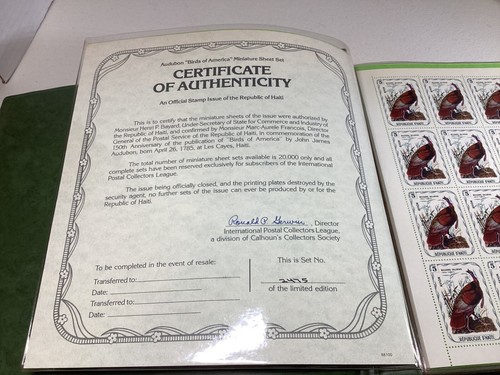 Audubon "Birds of America" Miniature Sheet Set
CERTIFICATE
OF AUTHENTICITY
An Official Stamp Issue of the Republic of Haiti
This is to certify that the miniature sheets of the issue were authorized by
Monsieur Henri P. Bayard, Under-Secretary of State for Commerce and Industry of
the Republic of Haiti, and confirmed by Monsieur Marc-Aurele Francois, Director
General of the Postal Service of the Republic of Haiti, in commemoration of the
150th Anniversary of the publication of "Birds of America" by John James
Audubon, born April 26, 1785, at Les Cayes, Haiti.
The total number of miniature sheet sets available is 20,000 only and all
complete sets have been reserved exclusively for subscribers of the International
Postal Collectors League.
The issue being officially closed, and the printing plates destroyed by the
security agent, no further sets of the issue can ever be produced by or for the
Republic of Haiti.
, Director
International Postal Collectors League,
a division of Calhoun's Collectors Society
To be completed in the event of resale:
Transferred to:
Date:
Transferred to:
Date:
This is Set No.
2475
of the limited edition
REPUBLIQUE D'HAITI
REPUBLIQUE D'HAITI
REPUBLIQUE D'HAITI
REPUBLIQUE D'HAITI